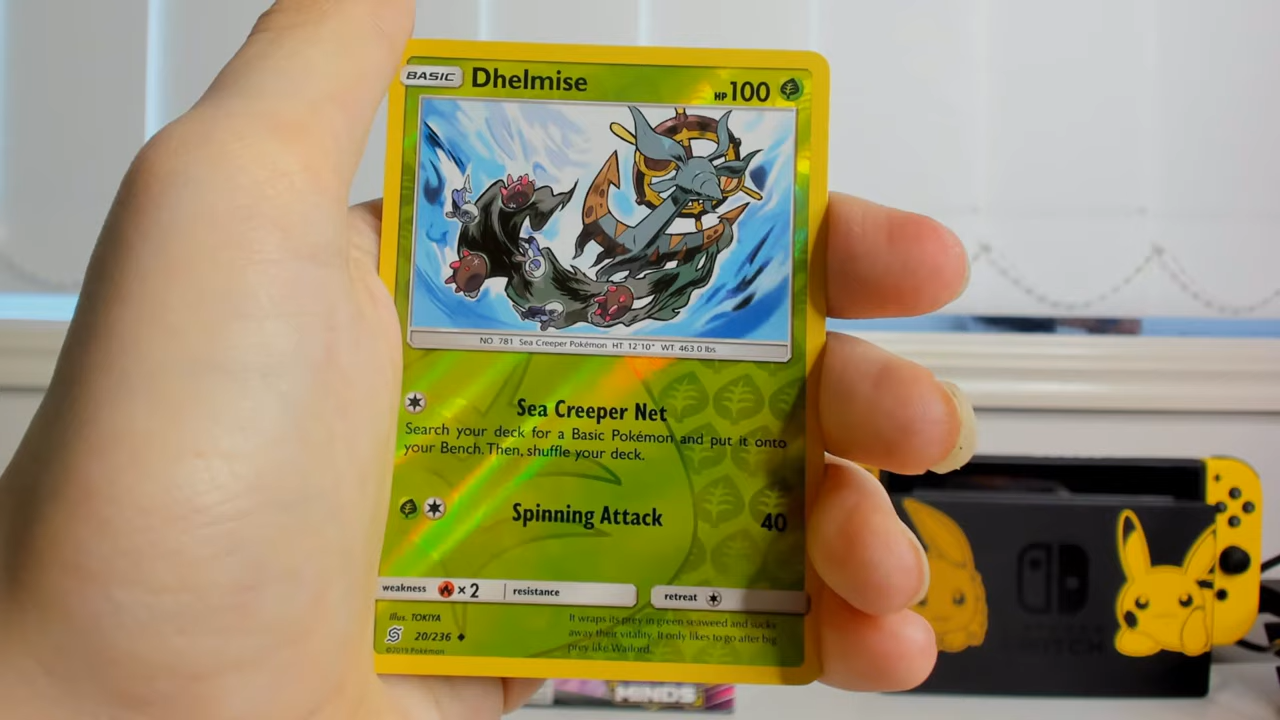 BASIC Dhelmise HP 100
NO. 781 Sea Creeper Pokémon HT: 12'10" WT: 463.0 lbs.
Sea Creeper Net
Search your deck for a Basic Pokémon and put it onto
your Bench. Then, shuffle your deck.
Spinning Attack 40
weakness ×2 resistance retreat
Illus. TOKIYA
20/236
©2019 Pokémon
It wraps its prey in green seaweed and sucks
away their vitality. It only likes to go after big
prey like Wailord.
SWITCH
MINDS